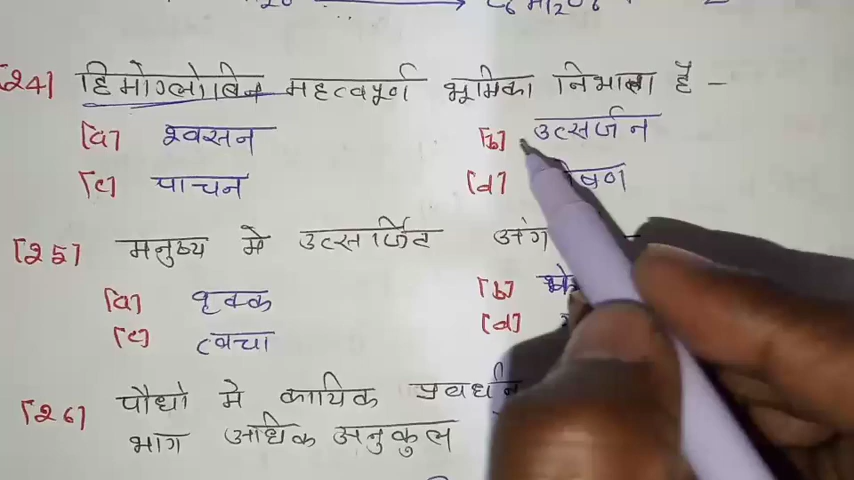 [24] हिमोग्लोबिन महत्वपूर्ण भूमिका निभाता है -
[a] श्वसन [b] उत्सर्जन
[c] पाचन [d]
[25] मनुष्य मे उत्सर्जित अंग
[a] वृक्क [b]
[c] त्वचा [d]
[26] पौधो मे कायिक प्रवर्धन
भाग अधिक अनुकुल